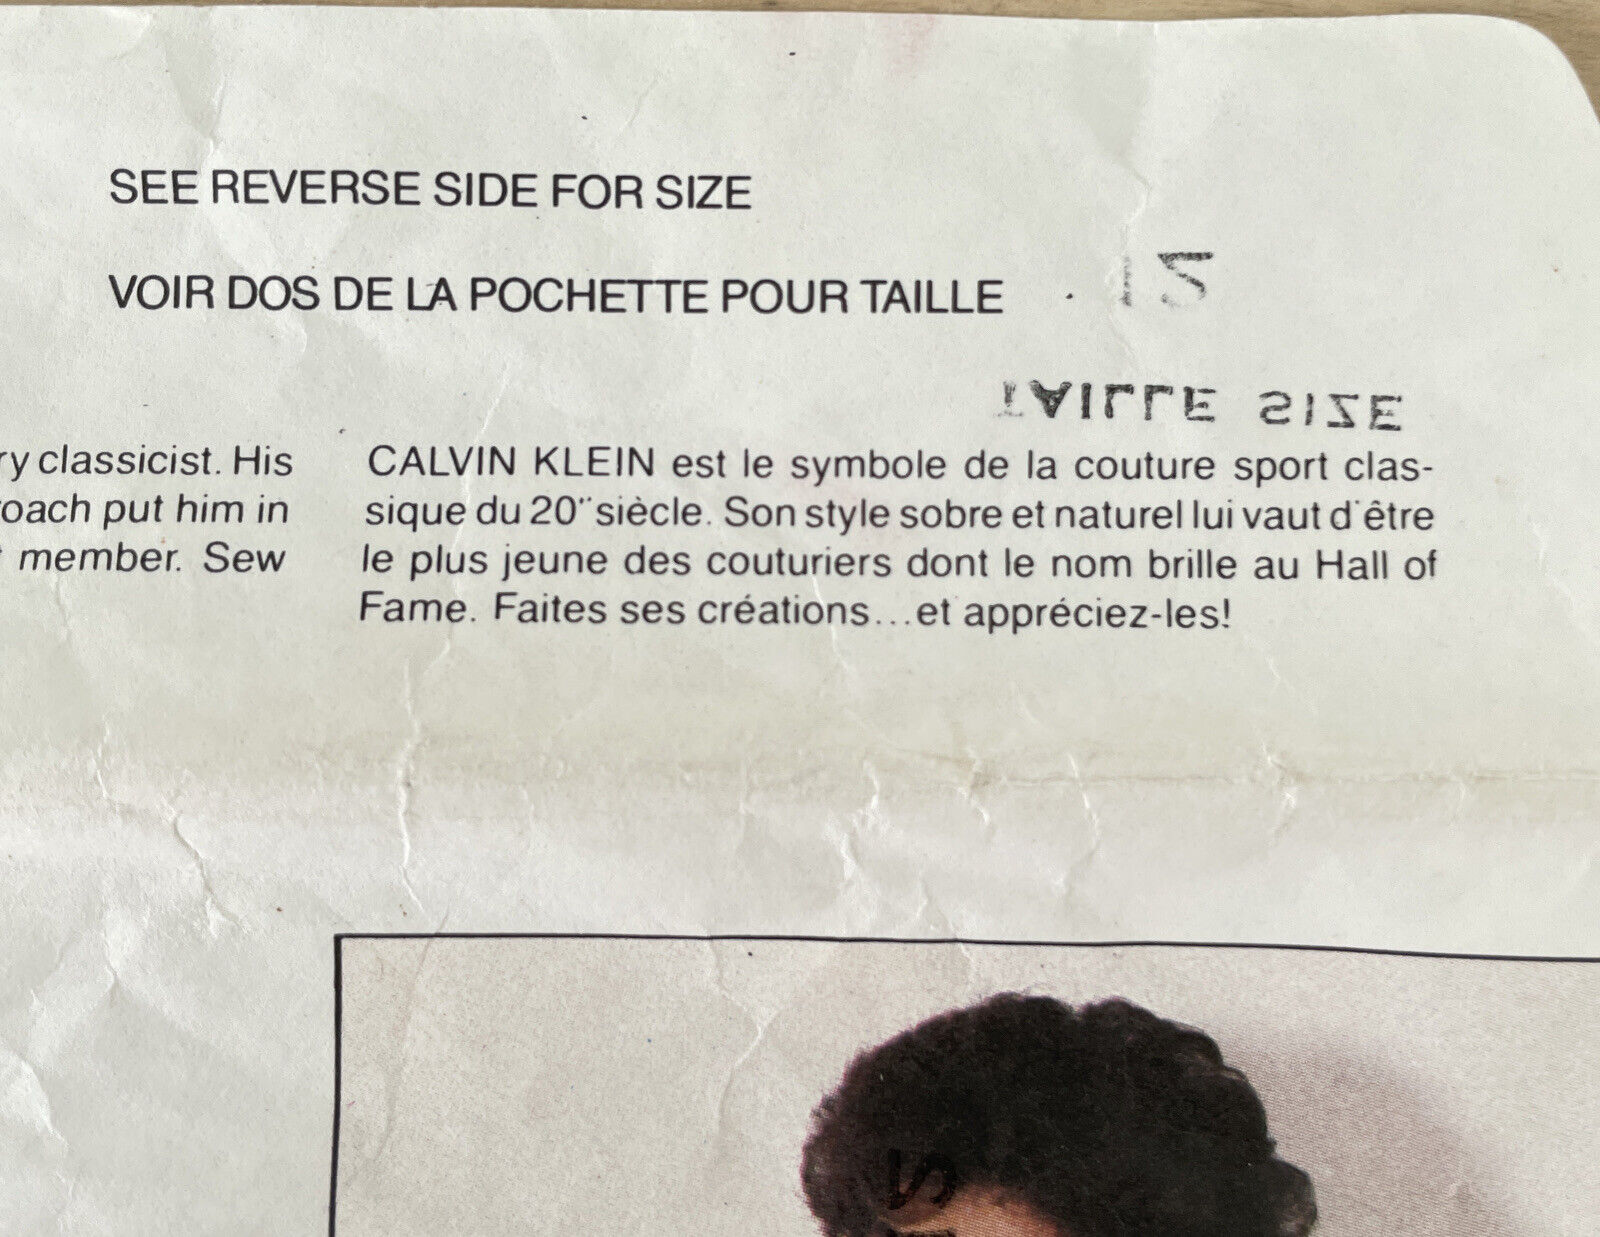 SEE REVERSE SIDE FOR SIZE
VOIR DOS DE LA POCHETTE POUR TAILLE
12
TAILLE SIZE
classicist. His
put him in
member. Sew
CALVIN KLEIN est le symbole de la couture sport clas-
sique du 20¨ siècle. Son style sobre et naturel lui vaut d'être
le plus jeune des couturiers dont le nom brille au Hall of
Fame. Faites ses créations...et appréciez-les!